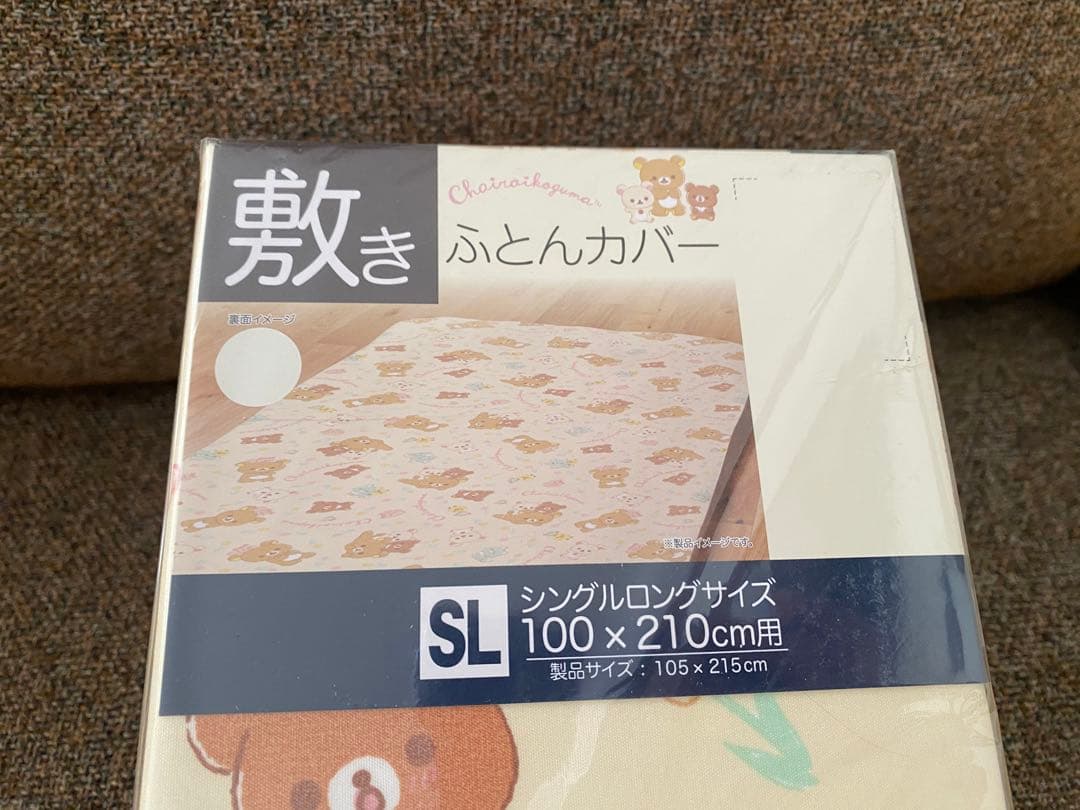 敷き
Chairoikoguma
ふとんカバー
裏面イメージ
※製品イメージです。
SL
シングルロングサイズ
100×210cm用
製品サイズ：105×215cm